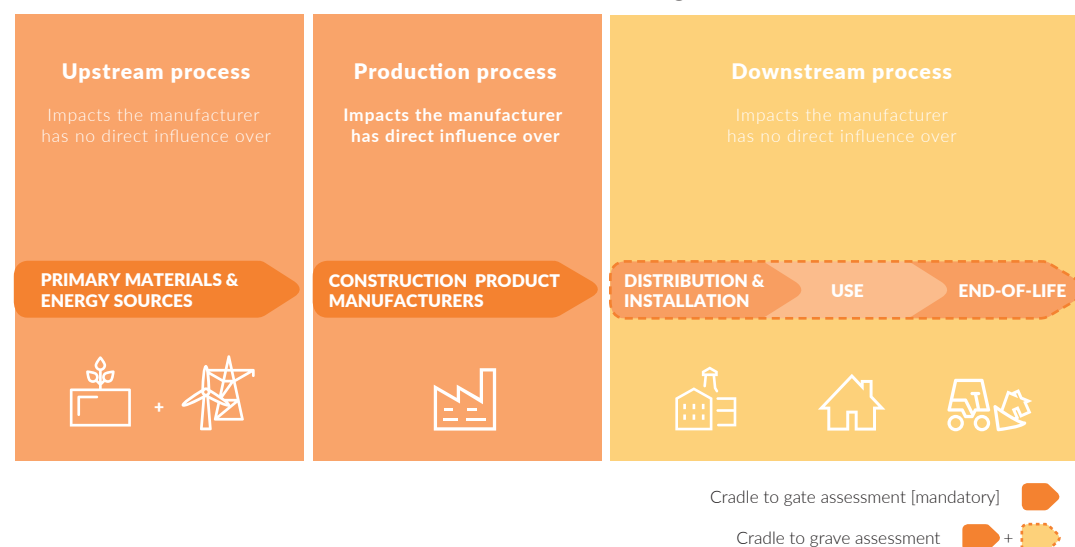 Upstream process
Impacts the manufacturer
has no direct influence over
Production process
Impacts the manufacturer
has direct influence over
Downstream process
Impacts the manufacturer
has no direct influence over
PRIMARY MATERIALS &
ENERGY SOURCES
CONSTRUCTION PRODUCT
MANUFACTURERS
DISTRIBUTION &
INSTALLATION
USE
END-OF-LIFE
+
Cradle to gate assessment [mandatory]
Cradle to grave assessment
+